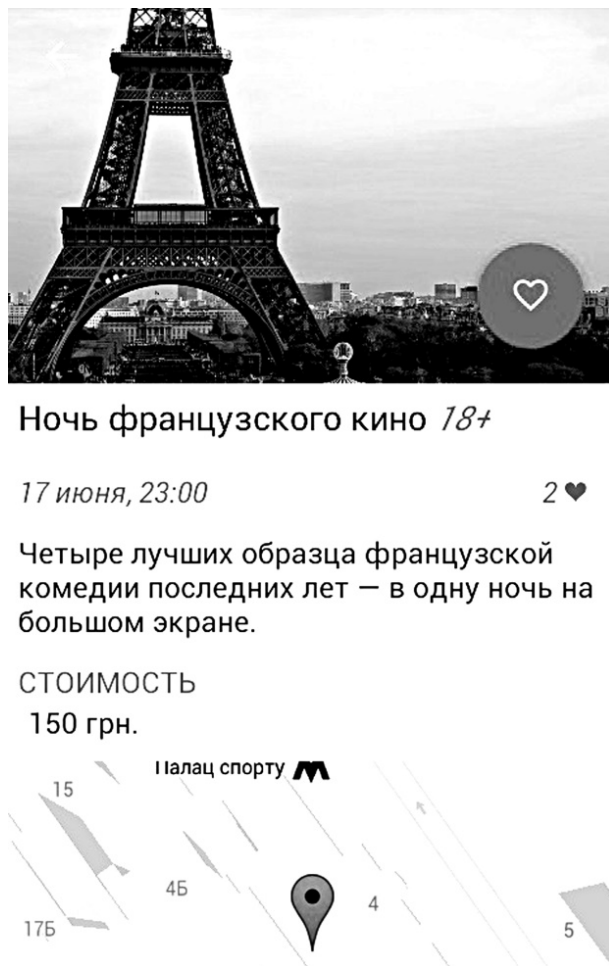 Ночь французского кино 18+
17 июня, 23:00
2
Четыре лучших образца французской
комедии последних лет — в одну ночь на
большом экране.
СТОИМОСТЬ
150 грн.
Палац спорту
15
4Б
4
17Б
5